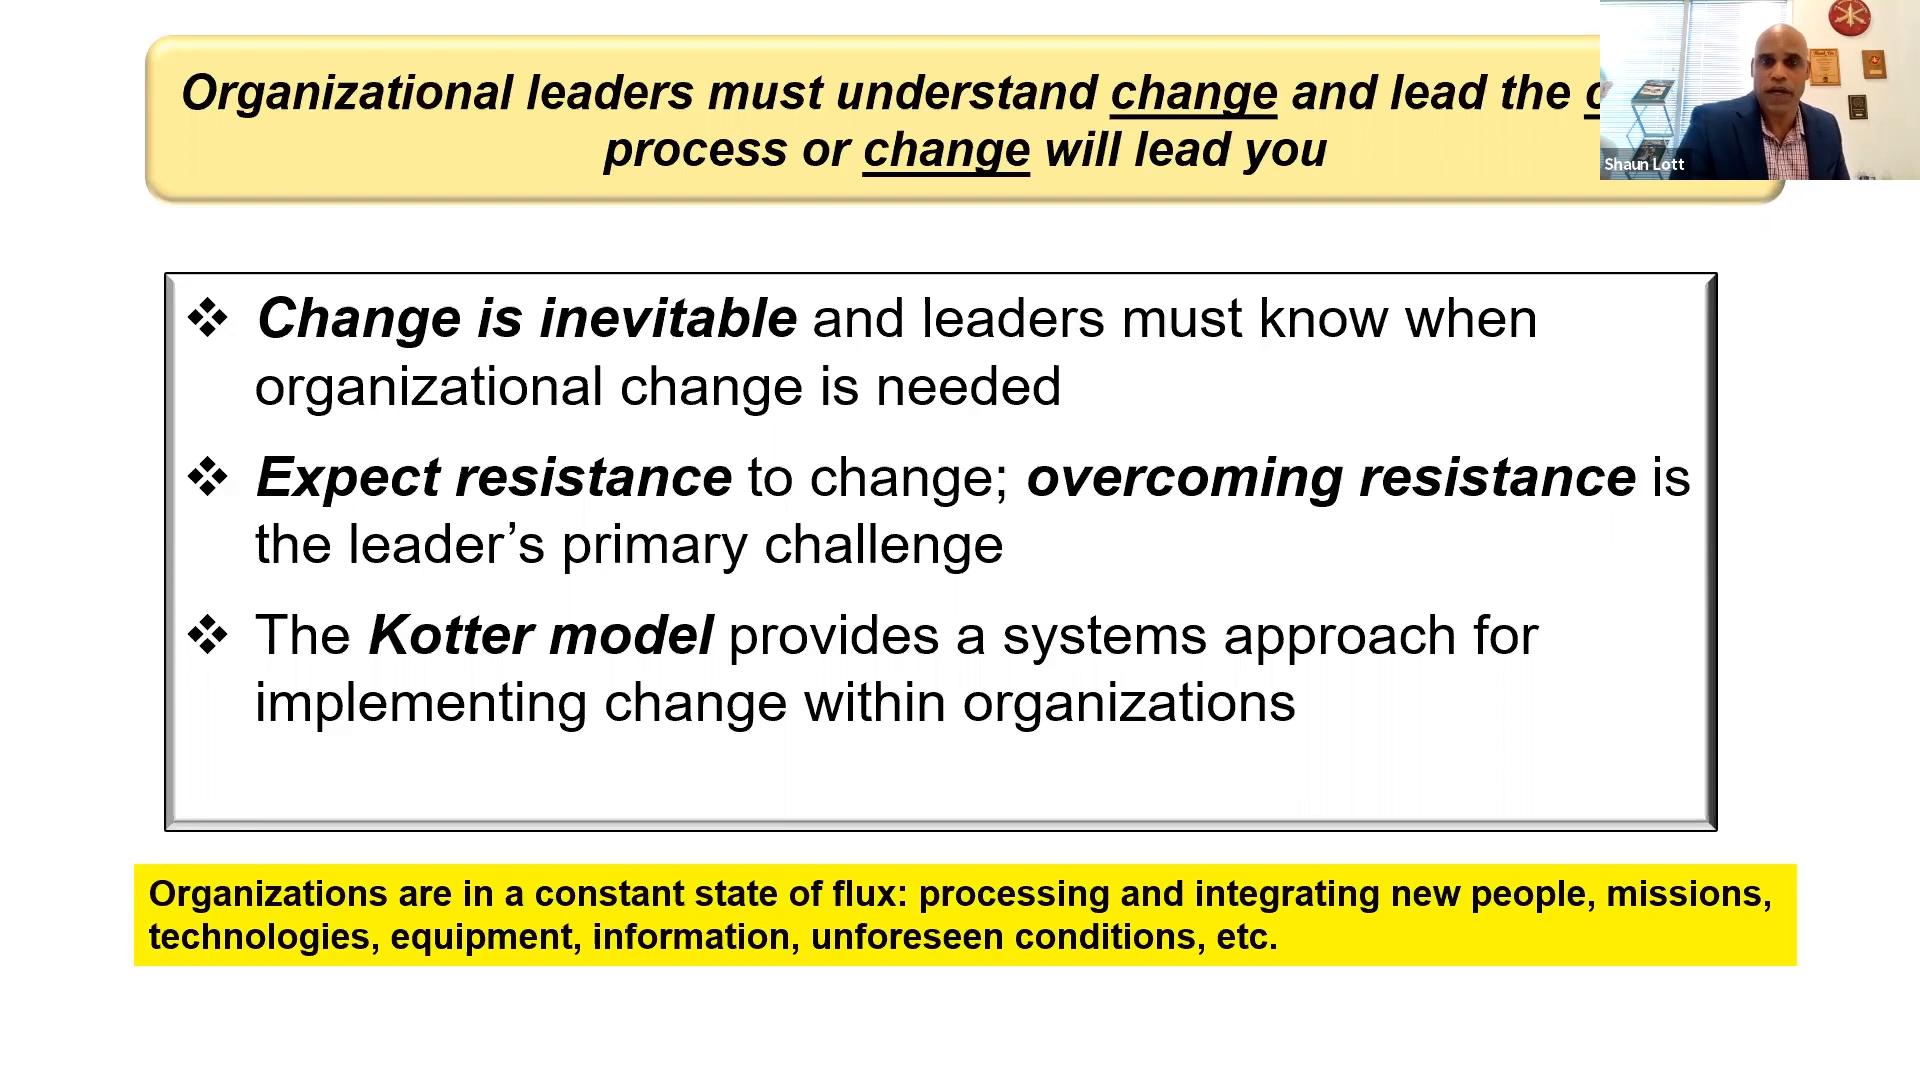 Organizational leaders must understand change and lead the
process or change will lead you
Shaun Lott
❖ Change is inevitable and leaders must know when
organizational change is needed
❖ Expect resistance to change; overcoming resistance is
the leader’s primary challenge
❖ The Kotter model provides a systems approach for
implementing change within organizations
Organizations are in a constant state of flux: processing and integrating new people, missions,
technologies, equipment, information, unforeseen conditions, etc.